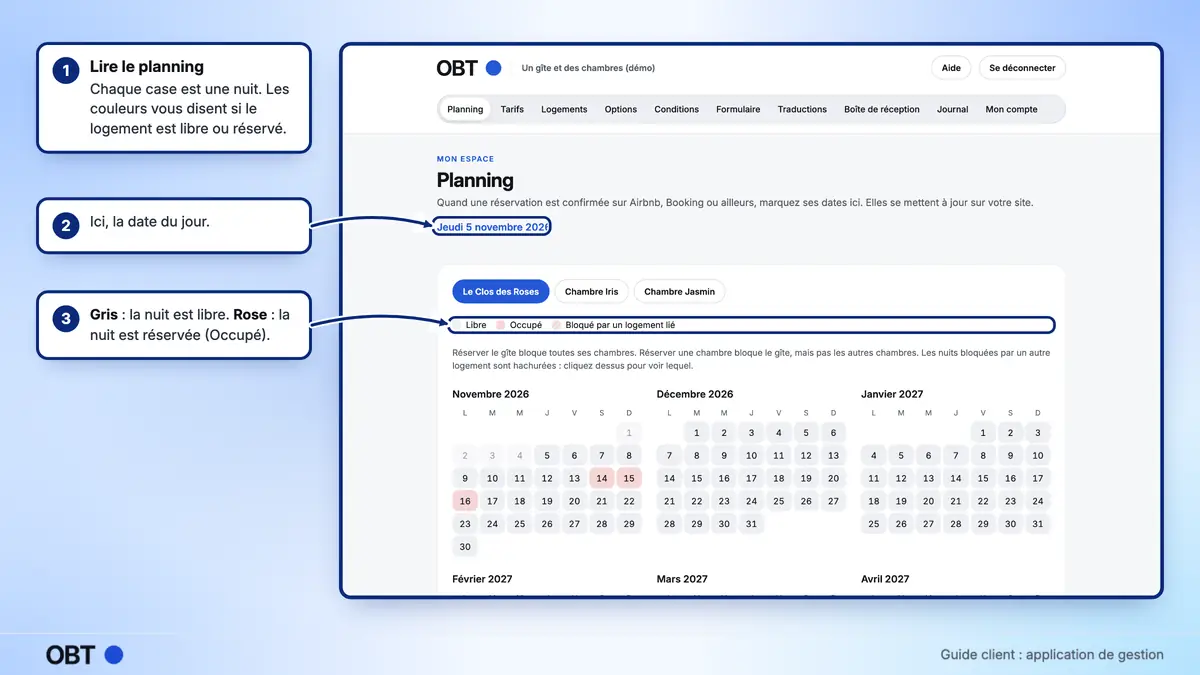 1
Lire le planning
Chaque case est une nuit. Les
couleurs vous disent si le
logement est libre ou réservé.
2
Ici, la date du jour.
3
Gris : la nuit est libre. Rose : la
nuit est réservée (Occupé).
OBT
Un gîte et des chambres (démo)
Aide
Se déconnecter
Planning Tarifs Logements Options Conditions Formulaire Traductions Boîte de réception Journal Mon compte
MON ESPACE
Planning
Quand une réservation est confirmée sur Airbnb, Booking ou ailleurs, marquez ses dates ici. Elles se mettent à jour sur votre site.
Jeudi 5 novembre 2026
Le Clos des Roses Chambre Iris Chambre Jasmin
Libre Occupé Bloqué par un logement lié
Réserver le gîte bloque toutes ses chambres. Réserver une chambre bloque le gîte, mais pas les autres chambres. Les nuits bloquées par un autre
logement sont hachurées : cliquez dessus pour voir lequel.
Novembre 2026
L M M J V S D
1
2 3 4 5 6 7 8
9 10 11 12 13 14 15
16 17 18 19 20 21 22
23 24 25 26 27 28 29
30
Décembre 2026
L M M J V S D
1 2 3 4 5 6
7 8 9 10 11 12 13
14 15 16 17 18 19 20
21 22 23 24 25 26 27
28 29 30 31
Janvier 2027
L M M J V S D
1 2 3
4 5 6 7 8 9 10
11 12 13 14 15 16 17
18 19 20 21 22 23 24
25 26 27 28 29 30 31
Février 2027
Mars 2027
Avril 2027
OBT
Guide client : application de gestion